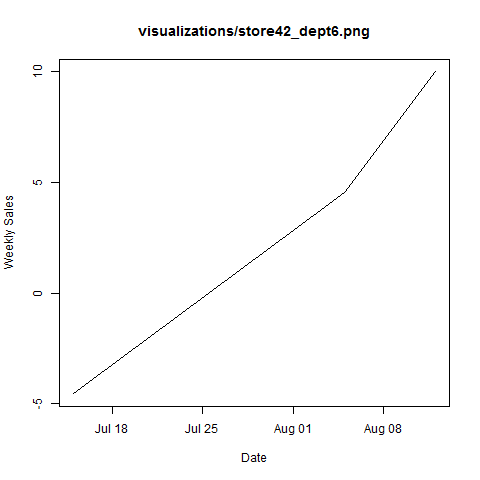 visualizations/store42_dept6.png
Weekly Sales
10
5
0
-5
Jul 18
Jul 25
Aug 01
Aug 08
Date